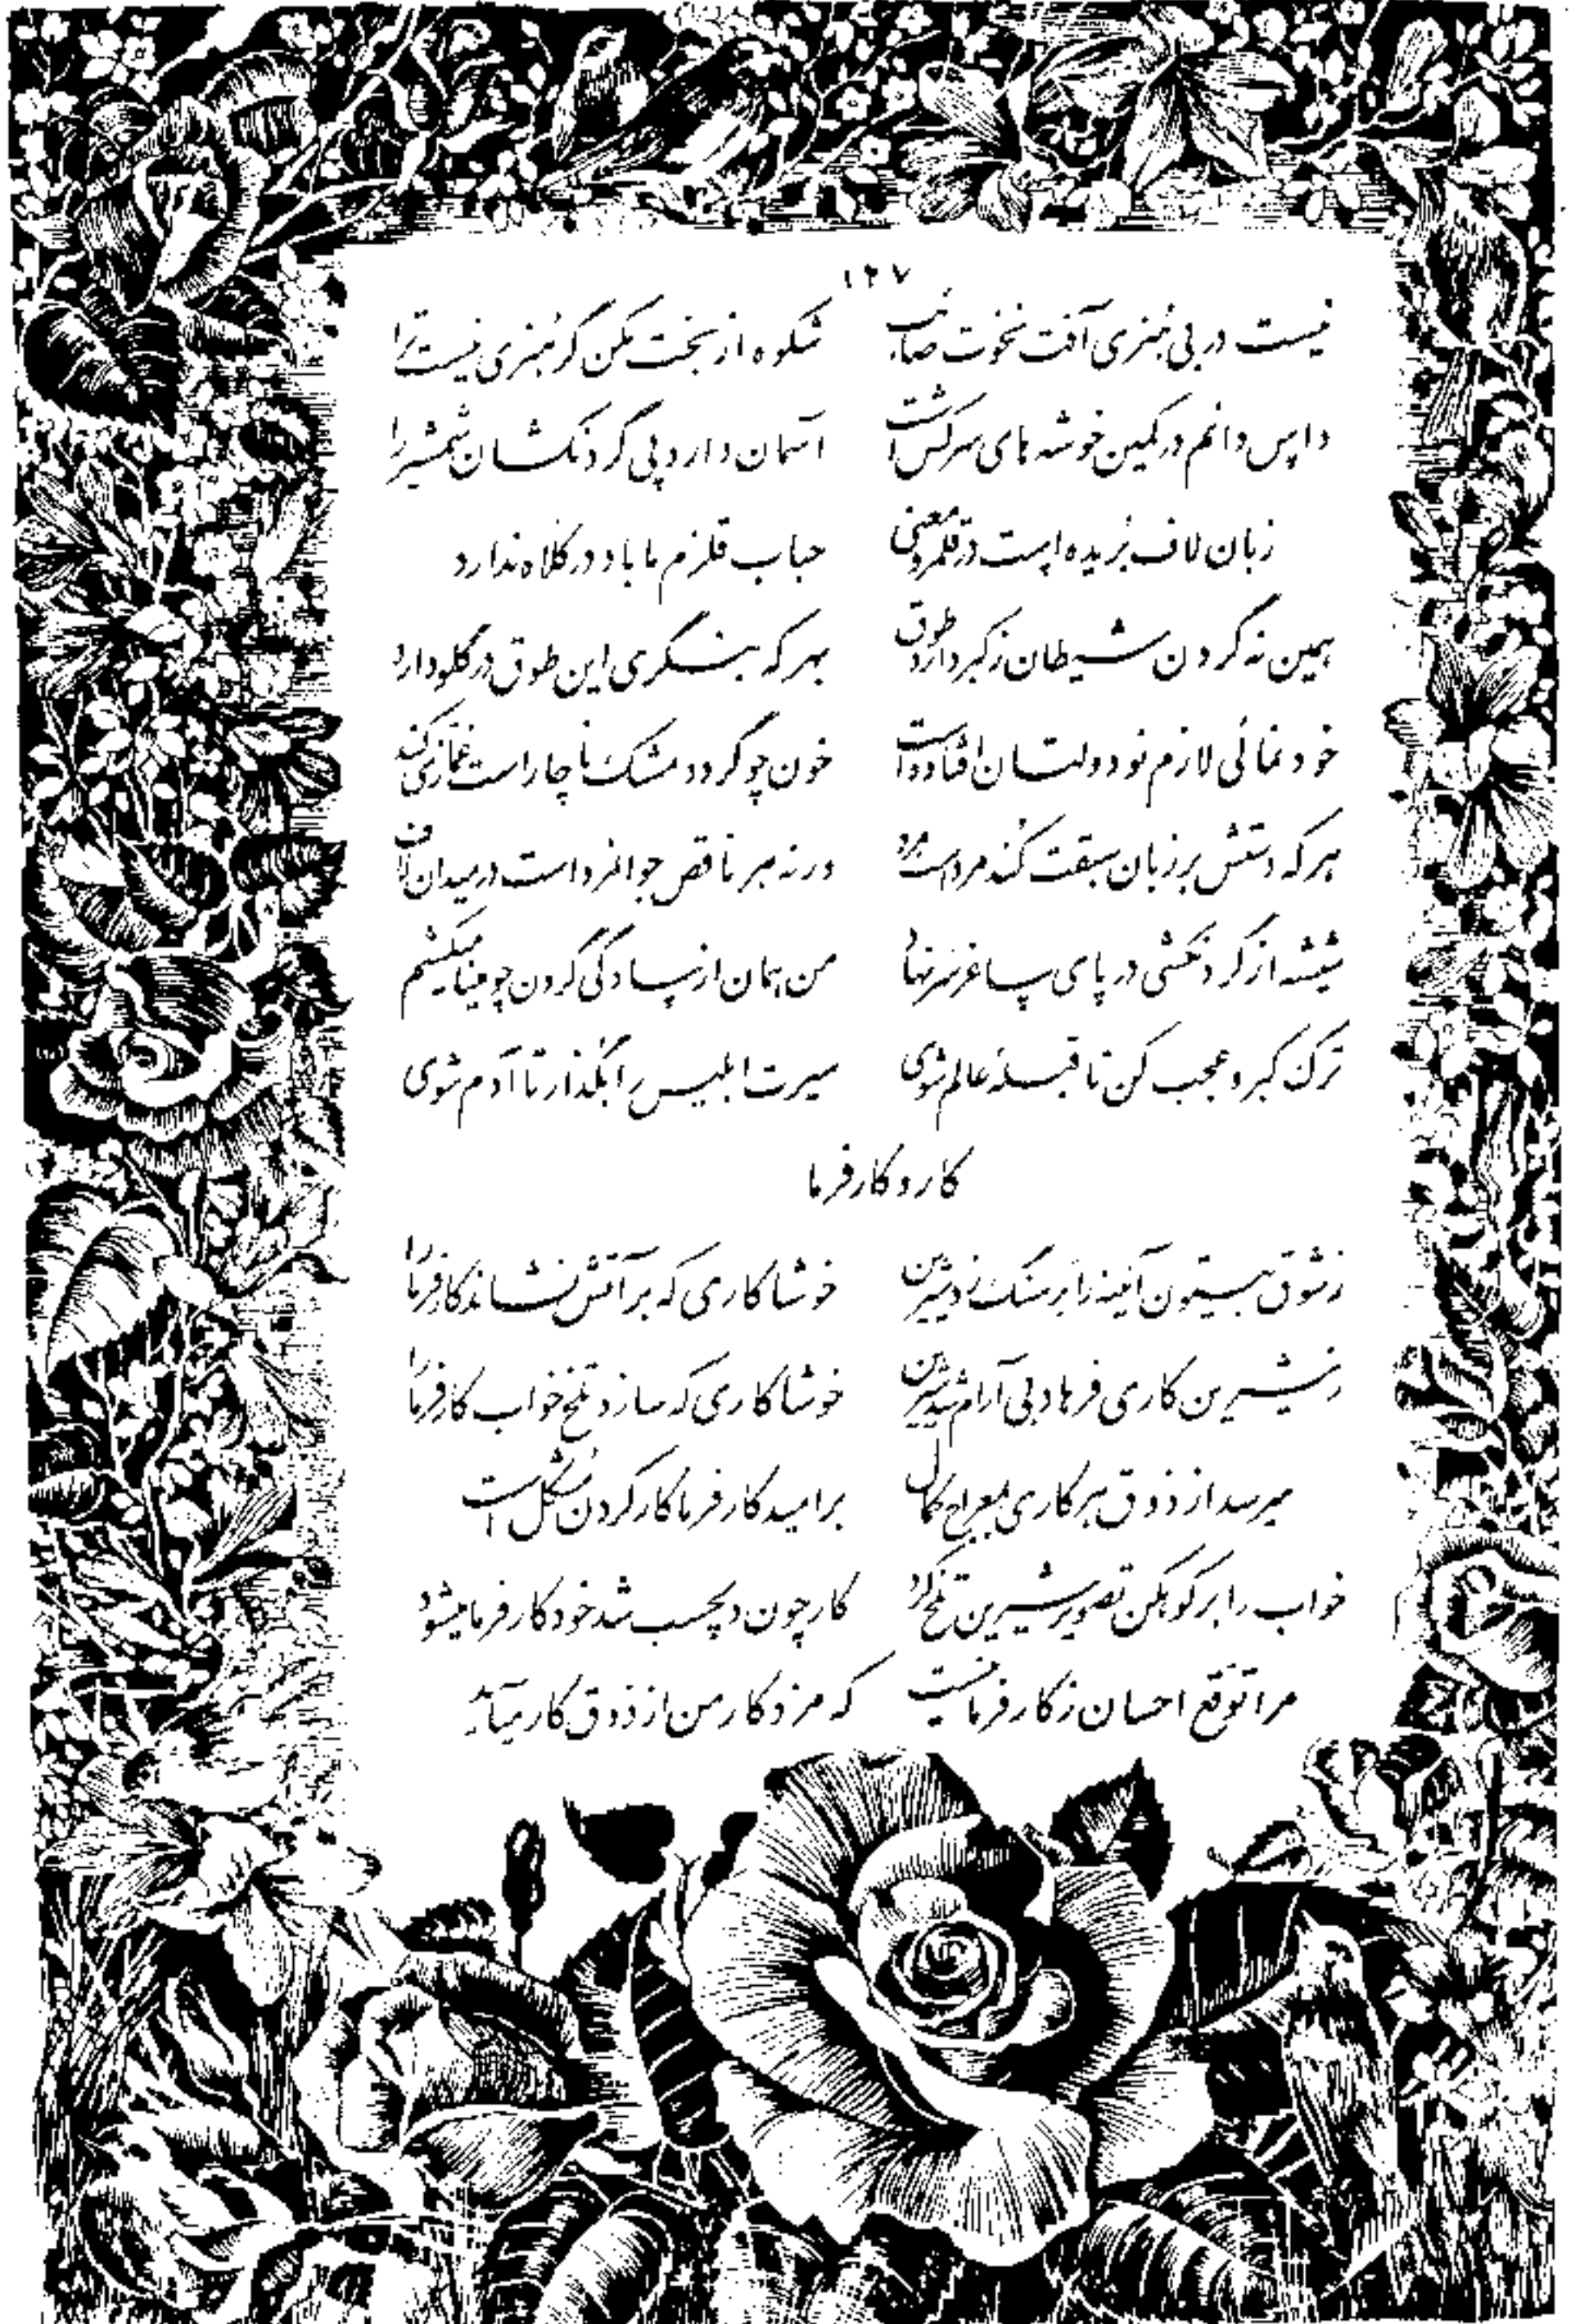 ۱۲۷
نیست در بی هنری آفت نخوت صائب شکوه از بخت مکن گر هنری نیست ترا
داس دائم در کمین خوشه های سرکش است آسمان دارد پی گردنکشان شمشیر را
زبان لاف بریده است در قلمرو معنی حباب قلزم ما باد در کلاه ندارد
همین نه گردن شیطان ز کبر دارد طوق بهر که بنگری این طوق در گلو دارد
خودنمائی لازم نودولتان افتاده است خون چو گردد مشک ناچار است غمازی کند
هر که دستش بر زبان سبقت کند مرد است مرد ورنه هر ناقص جوانمرد است در میدان لاف
شیشه از گردنکشی در پای ساغر سر نهاد من همان از سادگی گردن چو مینا میکشم
ترک کبر و عجب کن تا قبله عالم شوی سیرت ابلیس را بگذار تا آدم شوی
کار و کارفرما
ز شوق بیستون آئینه را بر سنگ زد شیرین خوشا کاری که بر آتش نشاند کارفرما را
ز شیرین کاری فرهاد بی آرام شد شیرین خوشا کاری که سازد تلخ خواب کارفرما را
میرسد از ذوق هر کاری بمعراج کمال بر امید کارفرما کار کردن مشکل است
خواب را بر کوهکن تصویر شیرین تلخ کرد کار چون دلچسب شد خود کارفرما میشود
مرا توقع احسان ز کارفرما نیست که مزد کار من از ذوق کار میآید